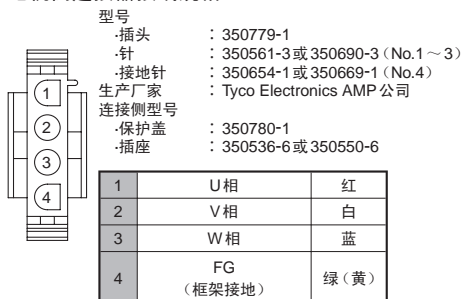 型号
·插头 ：350779-1
·针 ：350561-3或350690-3（No.1～3）
·接地针 ：350654-1或350669-1（No.4）
生产厂家 ：Tyco Electronics AMP公司
连接侧型号
·保护盖 ：350780-1
·插座 ：350536-6或350550-6
1
2
3
4
1 U相 红
2 V相 白
3 W相 蓝
4 FG（框架接地） 绿（黄）